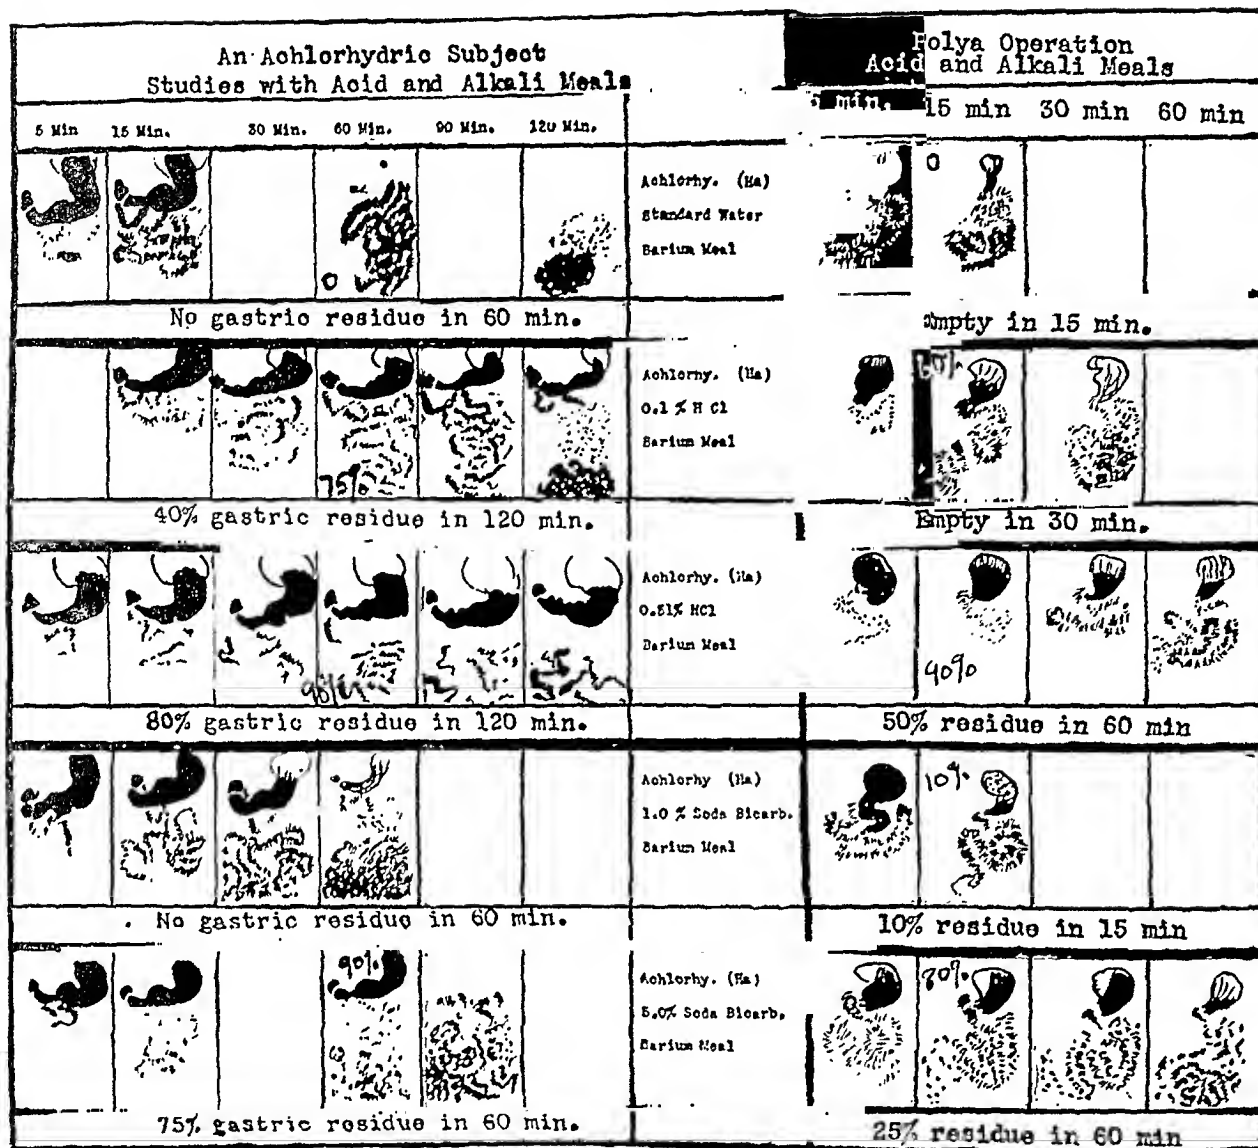 An Achlorhydric Subject
Studies with Acid and Alkali Meals
5 Min 15 Min. 30 Min. 60 Min. 90 Min. 120 Min.
Polya Operation
Acid and Alkali Meals
5 min. 15 min 30 min 60 min
Achlorhy. (Ha)
Standard Water
Barium Meal
0
0
No gastric residue in 60 min.
Empty in 15 min.
Achlorhy. (Ha)
0.1 % H Cl
Barium Meal
75%
40% gastric residue in 120 min.
Empty in 30 min.
Achlorhy. (Ha)
Barium Meal
90%
90%
80% gastric residue in 120 min.
50% residue in 60 min
Achlorhy (Ha)
1.0 % Soda Bicarb.
Barium Meal
10%
No gastric residue in 60 min.
10% residue in 15 min
Achlorhy. (Ha)
5.0% Soda Bicarb.
Barium Meal
90%
80%
75% gastric residue in 60 min.
25% residue in 60 min